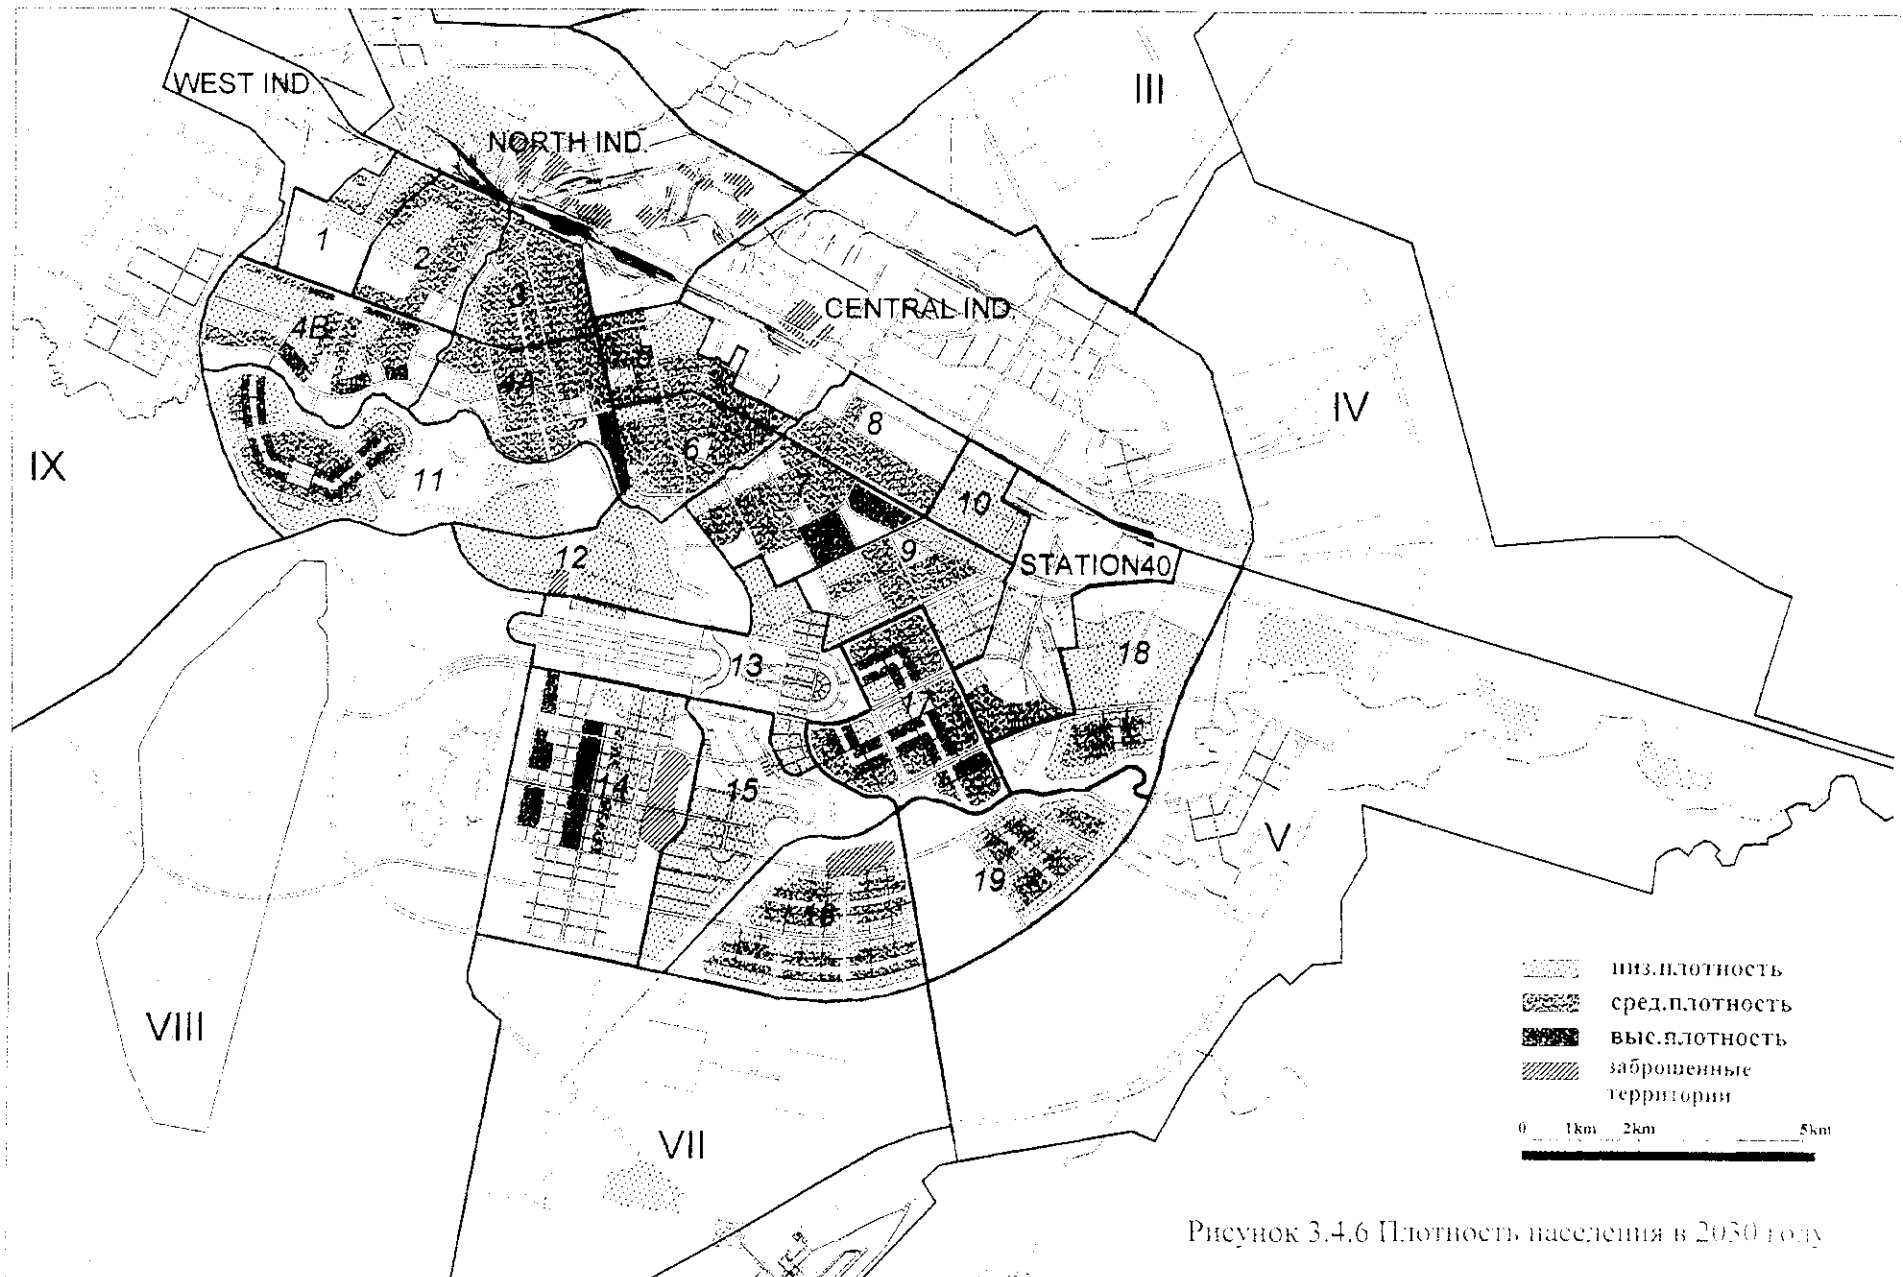 WEST IND.
III
NORTH IND.
1
2
3
CENTRAL IND.
4B
4A
5
IV
8
6
IX
11
7
10
9
12
STATION40
13
18
17
14
15
V
19
16
VIII
VII
низ.плотность
сред.плотность
выс.плотность
заброшенные
территории
0 1km 2km 5km
Рисунок 3.4.6 Плотность населения в 2030 году